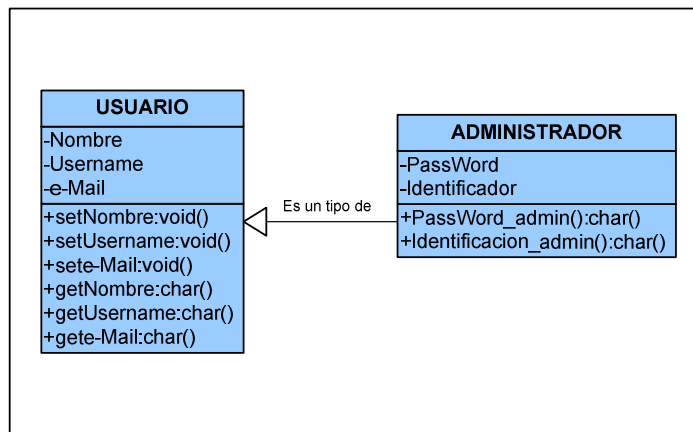 USUARIO
-Nombre
-Username
-e-Mail
+setNombre:void()
+setUsername:void()
+sete-Mail:void()
+getNombre:char()
+getUsername:char()
+gete-Mail:char()
Es un tipo de
ADMINISTRADOR
-PassWord
-Identificador
+PassWord_admin():char()
+Identificacion_admin():char()